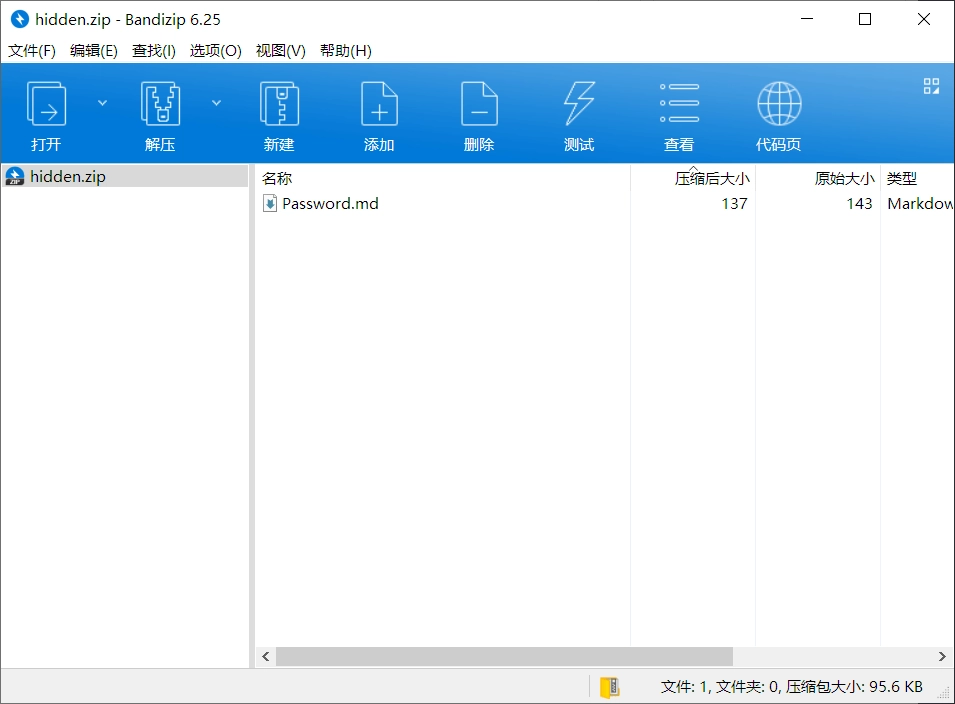 hidden.zip - Bandizip 6.25
文件(F) 编辑(E) 查找(I) 选项(O) 视图(V) 帮助(H)
打开 解压 新建 添加 删除 测试 查看 代码页
hidden.zip
名称 压缩后大小 原始大小 类型
Password.md 137 143 Markdow
文件: 1, 文件夹: 0, 压缩包大小: 95.6 KB